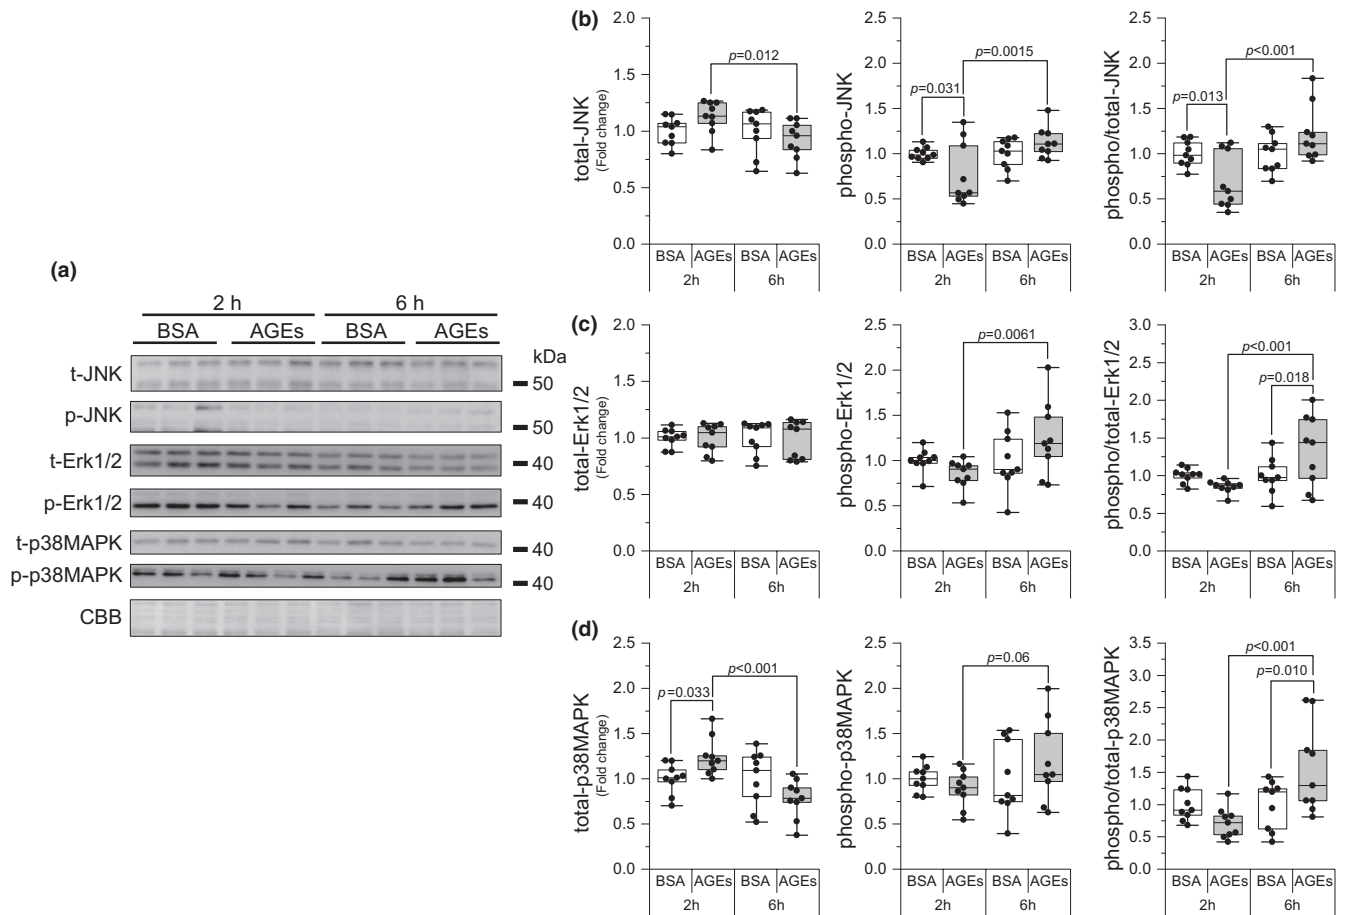 (a)
2 h 6 h
BSA AGEs BSA AGEs
kDa
t-JNK 50
p-JNK 50
t-Erk1/2 40
p-Erk1/2 40
t-p38MAPK 40
p-p38MAPK 40
CBB
(b)
total-JNK
(Fold change)
2.0
1.5
1.0
0.5
0.0
p=0.012
BSA AGEs BSA AGEs
2h 6h
phospho-JNK
2.5
2.0
1.5
1.0
0.5
0.0
p=0.0015
p=0.031
BSA AGEs BSA AGEs
2h 6h
phospho/total-JNK
2.5
2.0
1.5
1.0
0.5
0.0
p<0.001
p=0.013
BSA AGEs BSA AGEs
2h 6h
(c)
total-Erk1/2
(Fold change)
2.0
1.5
1.0
0.5
0.0
BSA AGEs BSA AGEs
2h 6h
phospho-Erk1/2
2.5
2.0
1.5
1.0
0.5
0.0
p=0.0061
BSA AGEs BSA AGEs
2h 6h
phospho/total-Erk1/2
3.0
2.5
2.0
1.5
1.0
0.5
0.0
p<0.001
p=0.018
BSA AGEs BSA AGEs
2h 6h
(d)
total-p38MAPK
(Fold change)
2.5
2.0
1.5
1.0
0.5
0.0
p<0.001
p=0.033
BSA AGEs BSA AGEs
2h 6h
phospho-p38MAPK
2.5
2.0
1.5
1.0
0.5
0.0
p=0.06
BSA AGEs BSA AGEs
2h 6h
phospho/total-p38MAPK
3.5
3.0
2.5
2.0
1.5
1.0
0.5
0.0
p<0.001
p=0.010
BSA AGEs BSA AGEs
2h 6h